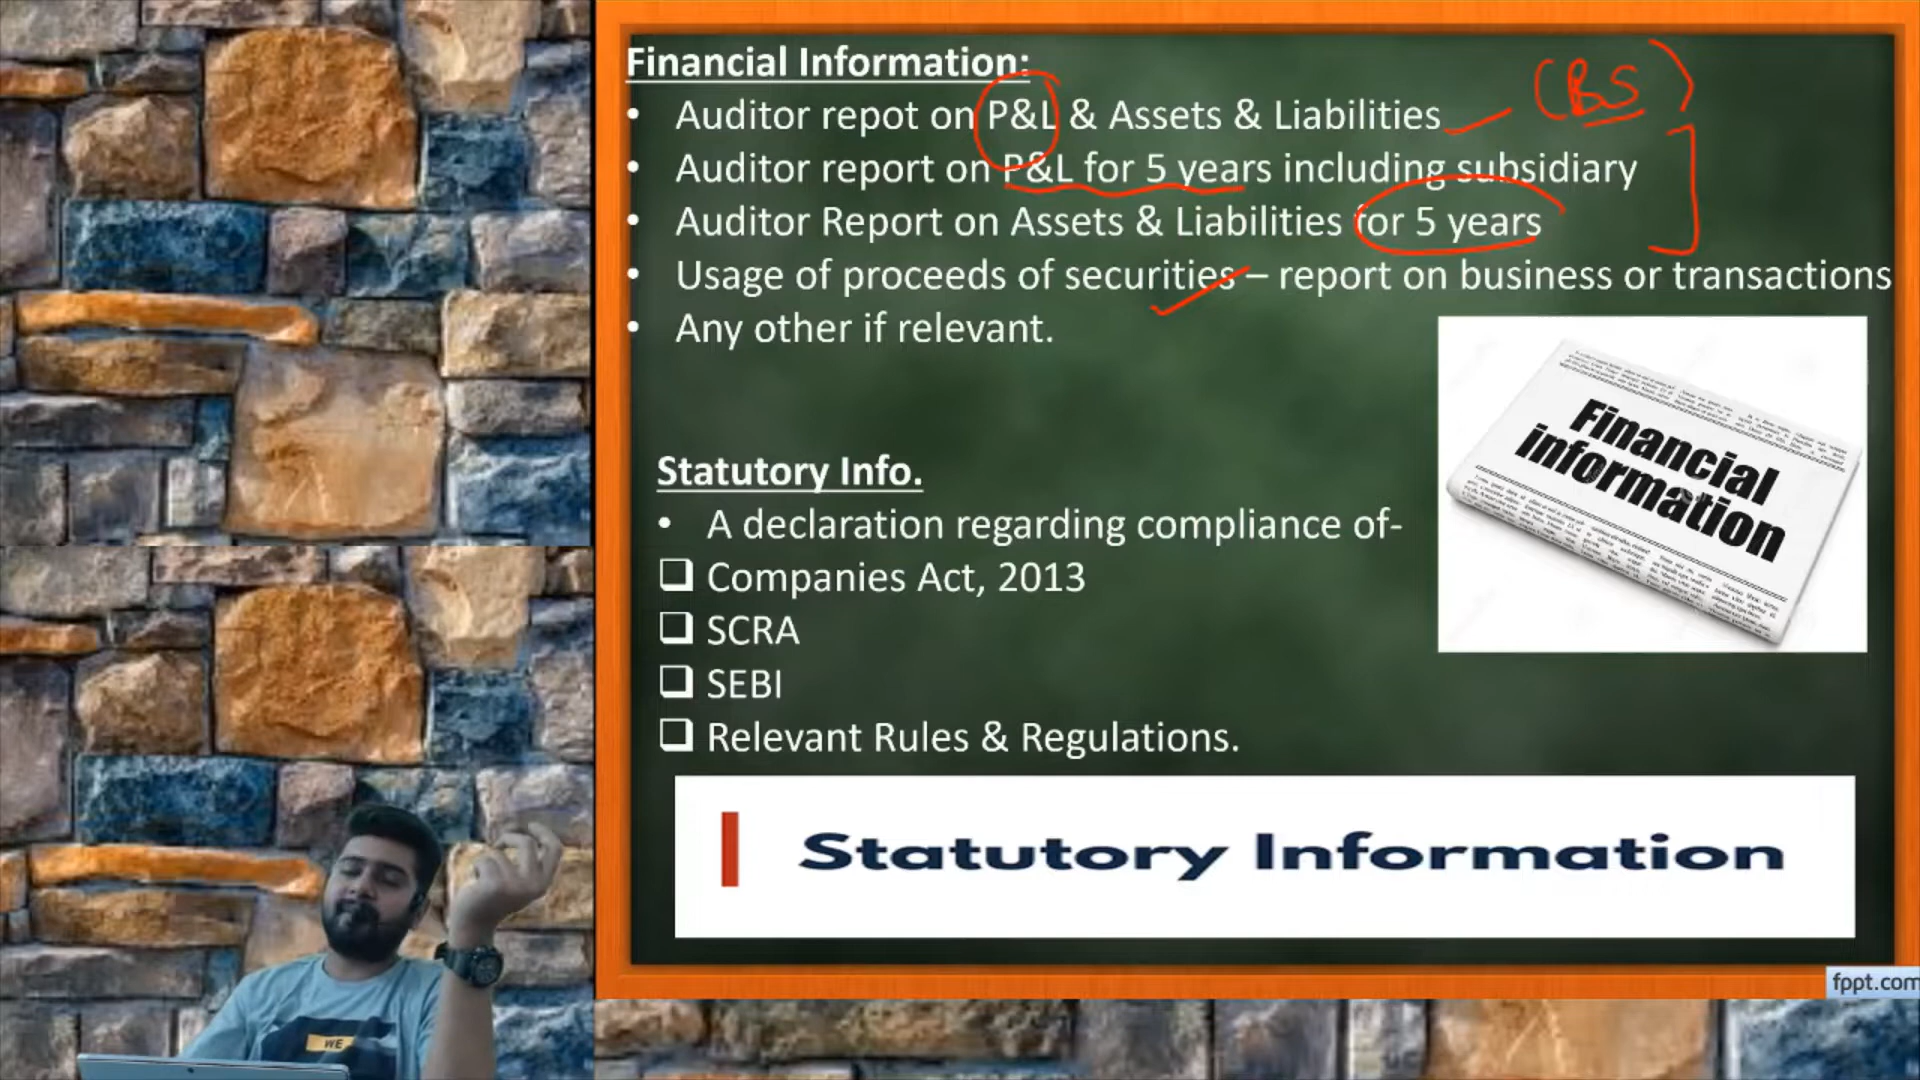 Financial Information:
(BS)
• Auditor repot on P&L & Assets & Liabilities
• Auditor report on P&L for 5 years including subsidiary
• Auditor Report on Assets & Liabilities for 5 years
• Usage of proceeds of securities – report on business or transactions
• Any other if relevant.
Financial
information
Statutory Info.
• A declaration regarding compliance of-
❑ Companies Act, 2013
❑ SCRA
❑ SEBI
❑ Relevant Rules & Regulations.
Statutory Information
fppt.com
WE